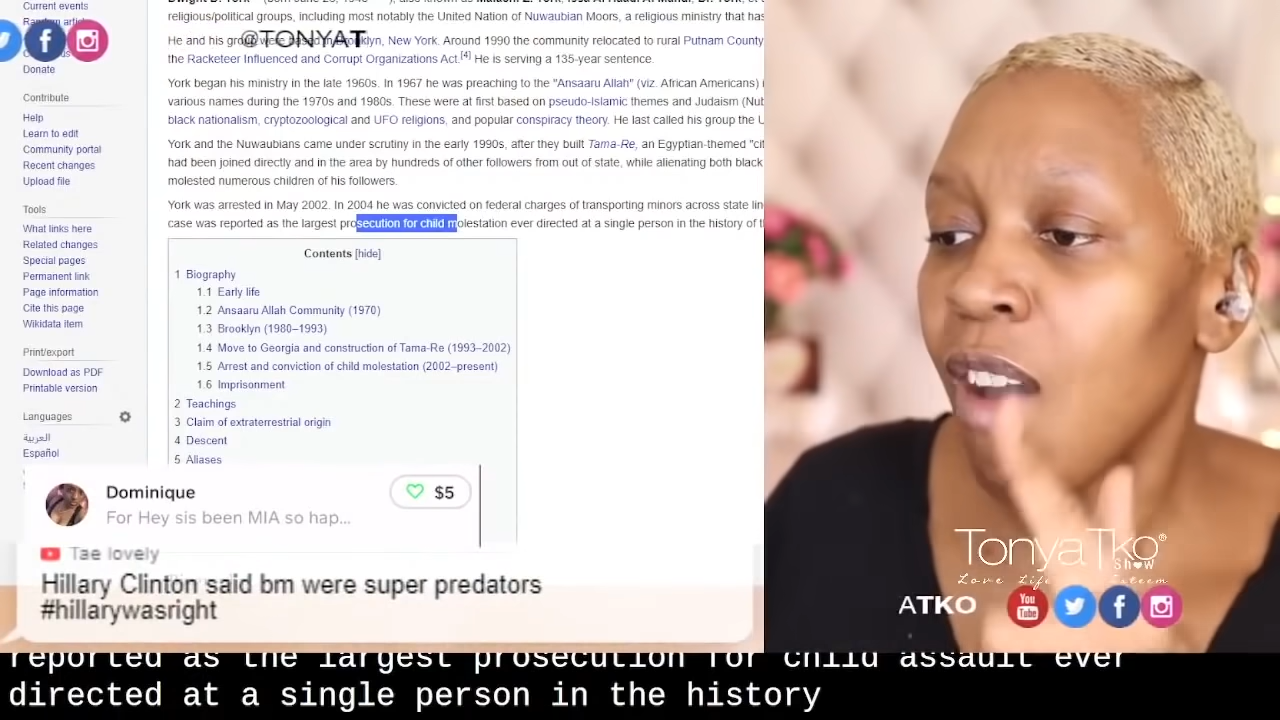 Current events
Donate
Contribute
Help
Learn to edit
Community portal
Recent changes
Upload file
Tools
What links here
Related changes
Special pages
Permanent link
Page information
Cite this page
Wikidata item
Print/export
Download as PDF
Printable version
Languages
العربية
Español
@TONYAT
religious/political groups, including most notably the United Nation of Nuwaubian Moors, a religious ministry that has
He and his group were based in Brooklyn, New York. Around 1990 the community relocated to rural Putnam County
the Racketeer Influenced and Corrupt Organizations Act.[4] He is serving a 135-year sentence.
York began his ministry in the late 1960s. In 1967 he was preaching to the "Ansaaru Allah" (viz. African Americans) i
various names during the 1970s and 1980s. These were at first based on pseudo-Islamic themes and Judaism (Nub
black nationalism, cryptozoological and UFO religions, and popular conspiracy theory. He last called his group the U
York and the Nuwaubians came under scrutiny in the early 1990s, after they built Tama-Re, an Egyptian-themed "cit
had been joined directly and in the area by hundreds of other followers from out of state, while alienating both black
molested numerous children of his followers.
York was arrested in May 2002. In 2004 he was convicted on federal charges of transporting minors across state lin
case was reported as the largest prosecution for child molestation ever directed at a single person in the history of t
Contents [hide]
1 Biography
1.1 Early life
1.2 Ansaaru Allah Community (1970)
1.3 Brooklyn (1980–1993)
1.4 Move to Georgia and construction of Tama-Re (1993–2002)
1.5 Arrest and conviction of child molestation (2002–present)
1.6 Imprisonment
2 Teachings
3 Claim of extraterrestrial origin
4 Descent
5 Aliases
Dominique
$5
For Hey sis been MIA so hap...
Tae lovely
Hillary Clinton said bm were super predators
#hillarywasright
TonyaTko®
Show
ATKO
You
Tube
reported as the largest prosecution for child assault ever
directed at a single person in the history